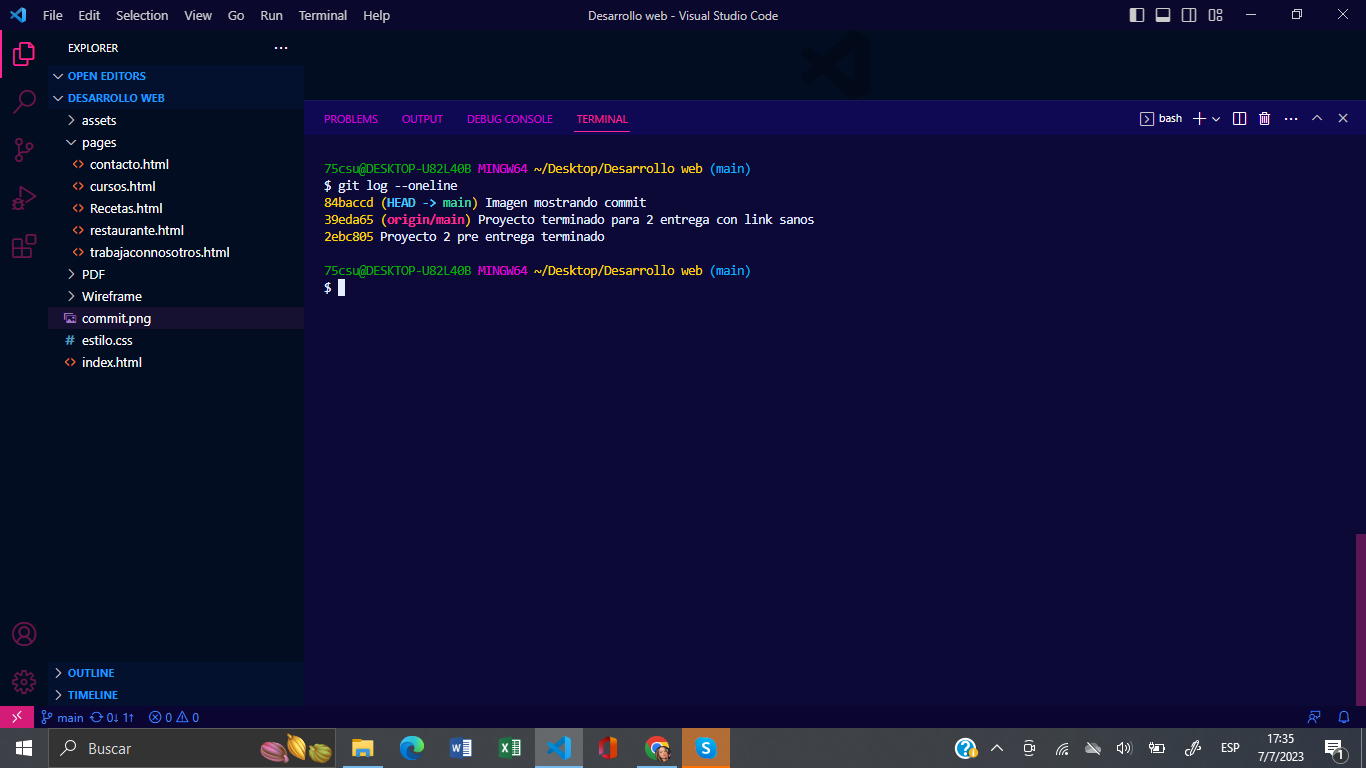 File Edit Selection View Go Run Terminal Help
Desarrollo web - Visual Studio Code
EXPLORER
OPEN EDITORS
DESARROLLO WEB
assets
pages
contacto.html
cursos.html
Recetas.html
restaurante.html
trabajaconnosotros.html
PDF
Wireframe
commit.png
# estilo.css
index.html
OUTLINE
TIMELINE
PROBLEMS OUTPUT DEBUG CONSOLE TERMINAL
bash
75csu@DESKTOP-U82L40B MINGW64 ~/Desktop/Desarrollo web (main)
$ git log --oneline
84baccd (HEAD -> main) Imagen mostrando commit
39eda65 (origin/main) Proyecto terminado para 2 entrega con link sanos
2ebc805 Proyecto 2 pre entrega terminado
75csu@DESKTOP-U82L40B MINGW64 ~/Desktop/Desarrollo web (main)
$
main 0↓ 1↑ 0 0
Buscar
ESP
17:35
7/7/2023
1